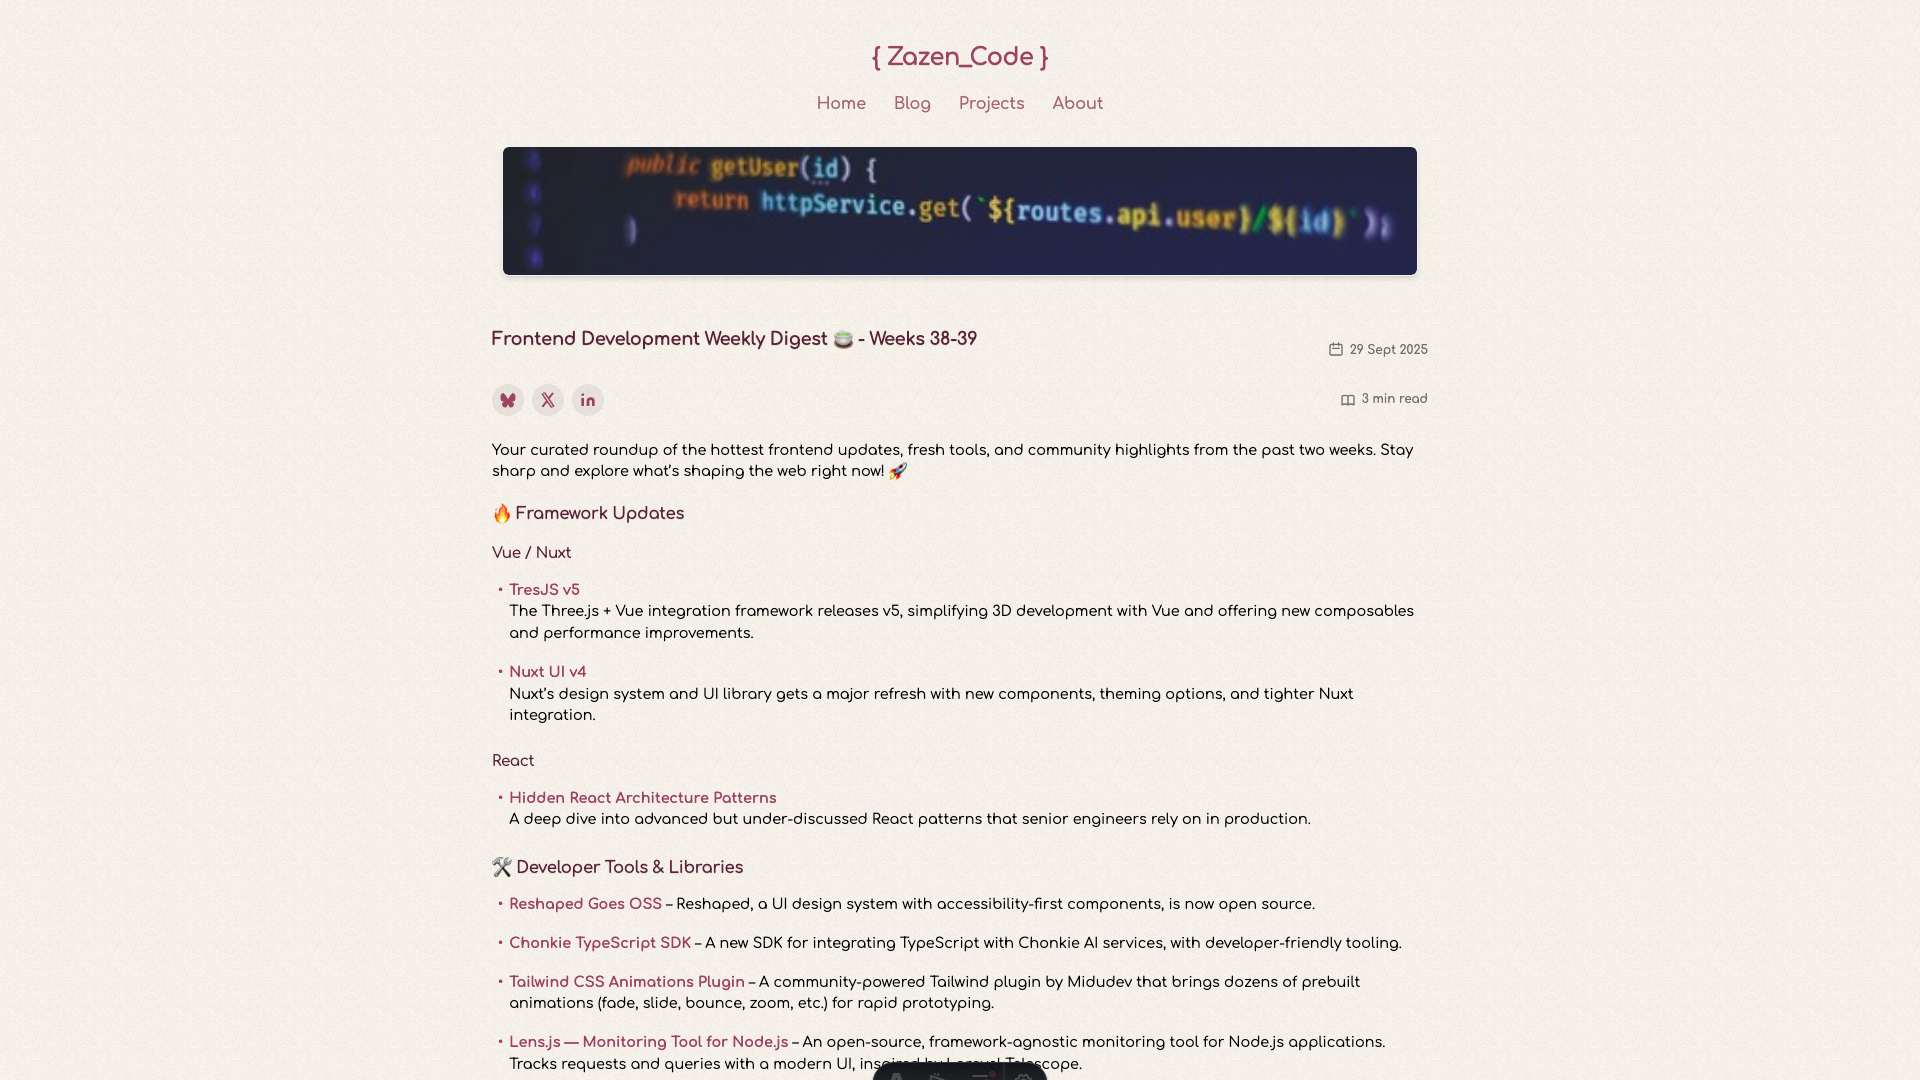 { Zazen_Code }
Home Blog Projects About
public getUser(id) {
return httpService.get(`${routes.api.user}/${id}`);
}
Frontend Development Weekly Digest 🍵 - Weeks 38-39
29 Sept 2025
3 min read
Your curated roundup of the hottest frontend updates, fresh tools, and community highlights from the past two weeks. Stay
sharp and explore what’s shaping the web right now! 🚀
🔥 Framework Updates
Vue / Nuxt
• TresJS v5
The Three.js + Vue integration framework releases v5, simplifying 3D development with Vue and offering new composables
and performance improvements.
• Nuxt UI v4
Nuxt’s design system and UI library gets a major refresh with new components, theming options, and tighter Nuxt
integration.
React
• Hidden React Architecture Patterns
A deep dive into advanced but under-discussed React patterns that senior engineers rely on in production.
🛠️ Developer Tools & Libraries
• Reshaped Goes OSS – Reshaped, a UI design system with accessibility-first components, is now open source.
• Chonkie TypeScript SDK – A new SDK for integrating TypeScript with Chonkie AI services, with developer-friendly tooling.
• Tailwind CSS Animations Plugin – A community-powered Tailwind plugin by Midudev that brings dozens of prebuilt
animations (fade, slide, bounce, zoom, etc.) for rapid prototyping.
• Lens.js — Monitoring Tool for Node.js – An open-source, framework-agnostic monitoring tool for Node.js applications.
Tracks requests and queries with a modern UI, inspired by Laravel Telescope.